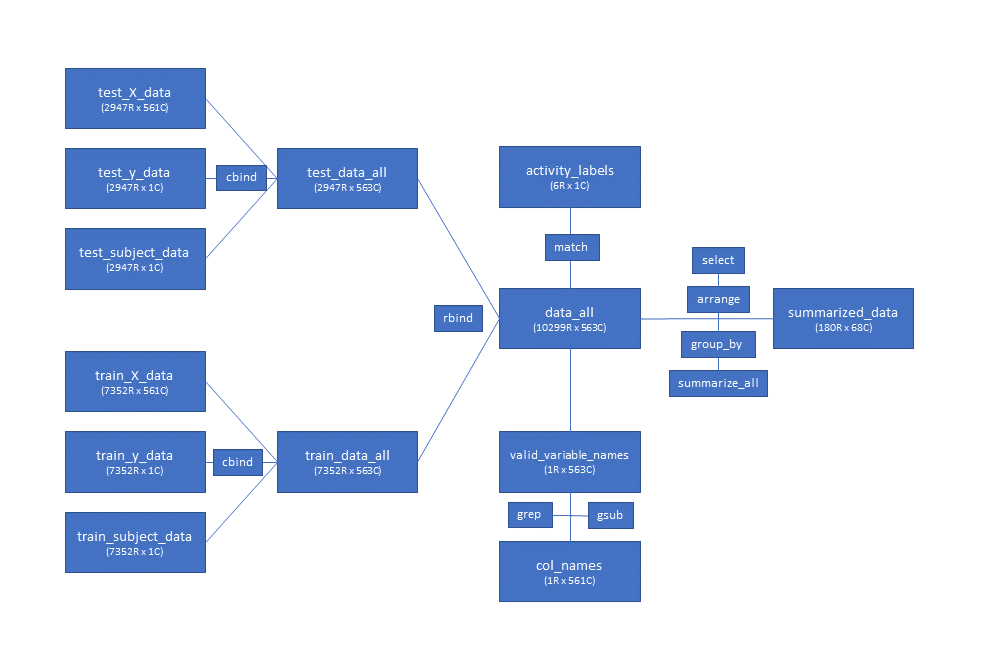 test_X_data
(2947R x 561C)
test_y_data
(2947R x 1C)
cbind
test_subject_data
(2947R x 1C)
test_data_all
(2947R x 563C)
train_X_data
(7352R x 561C)
train_y_data
(7352R x 1C)
cbind
train_subject_data
(7352R x 1C)
train_data_all
(7352R x 563C)
rbind
activity_labels
(6R x 1C)
match
data_all
(10299R x 563C)
valid_variable_names
(1R x 563C)
grep
gsub
col_names
(1R x 561C)
select
arrange
group_by
summarize_all
summarized_data
(180R x 68C)